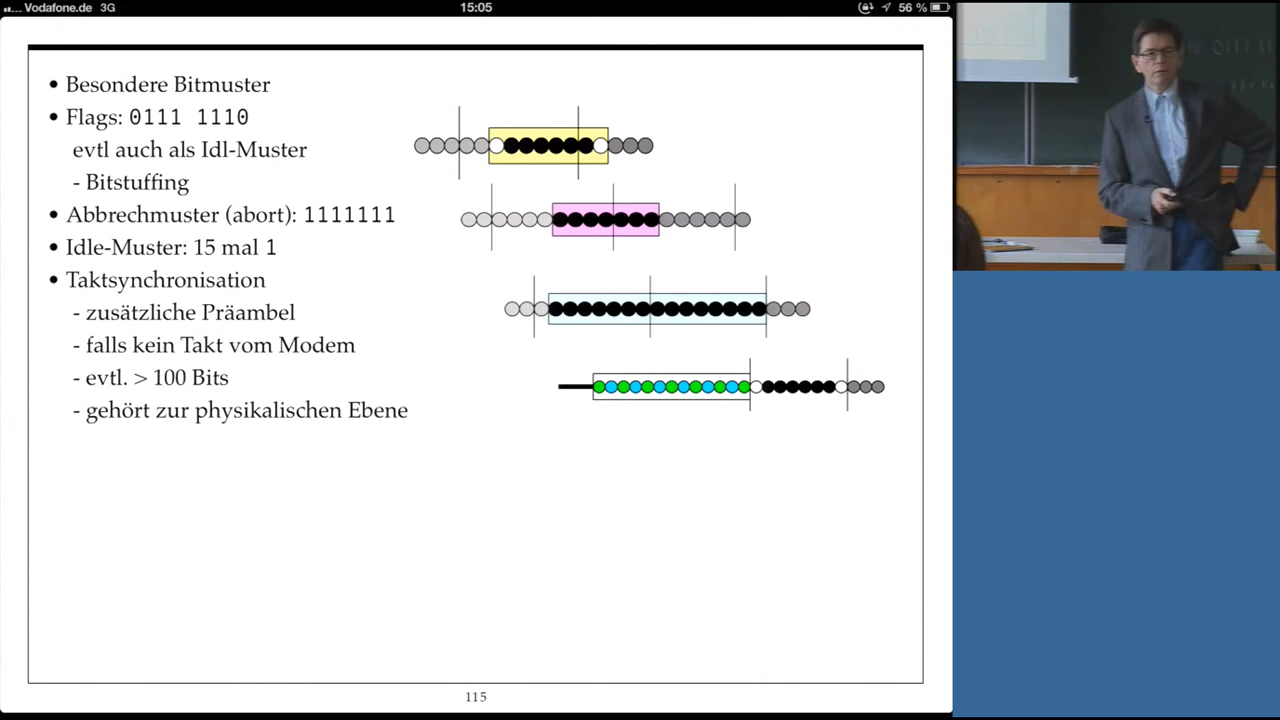 Vodafone.de 3G 15:05 56 %
• Besondere Bitmuster
• Flags: 0111 1110
evtl auch als Idl-Muster
- Bitstuffing
• Abbrechmuster (abort): 1111111
• Idle-Muster: 15 mal 1
• Taktsynchronisation
- zusätzliche Präambel
- falls kein Takt vom Modem
- evtl. > 100 Bits
- gehört zur physikalischen Ebene
115